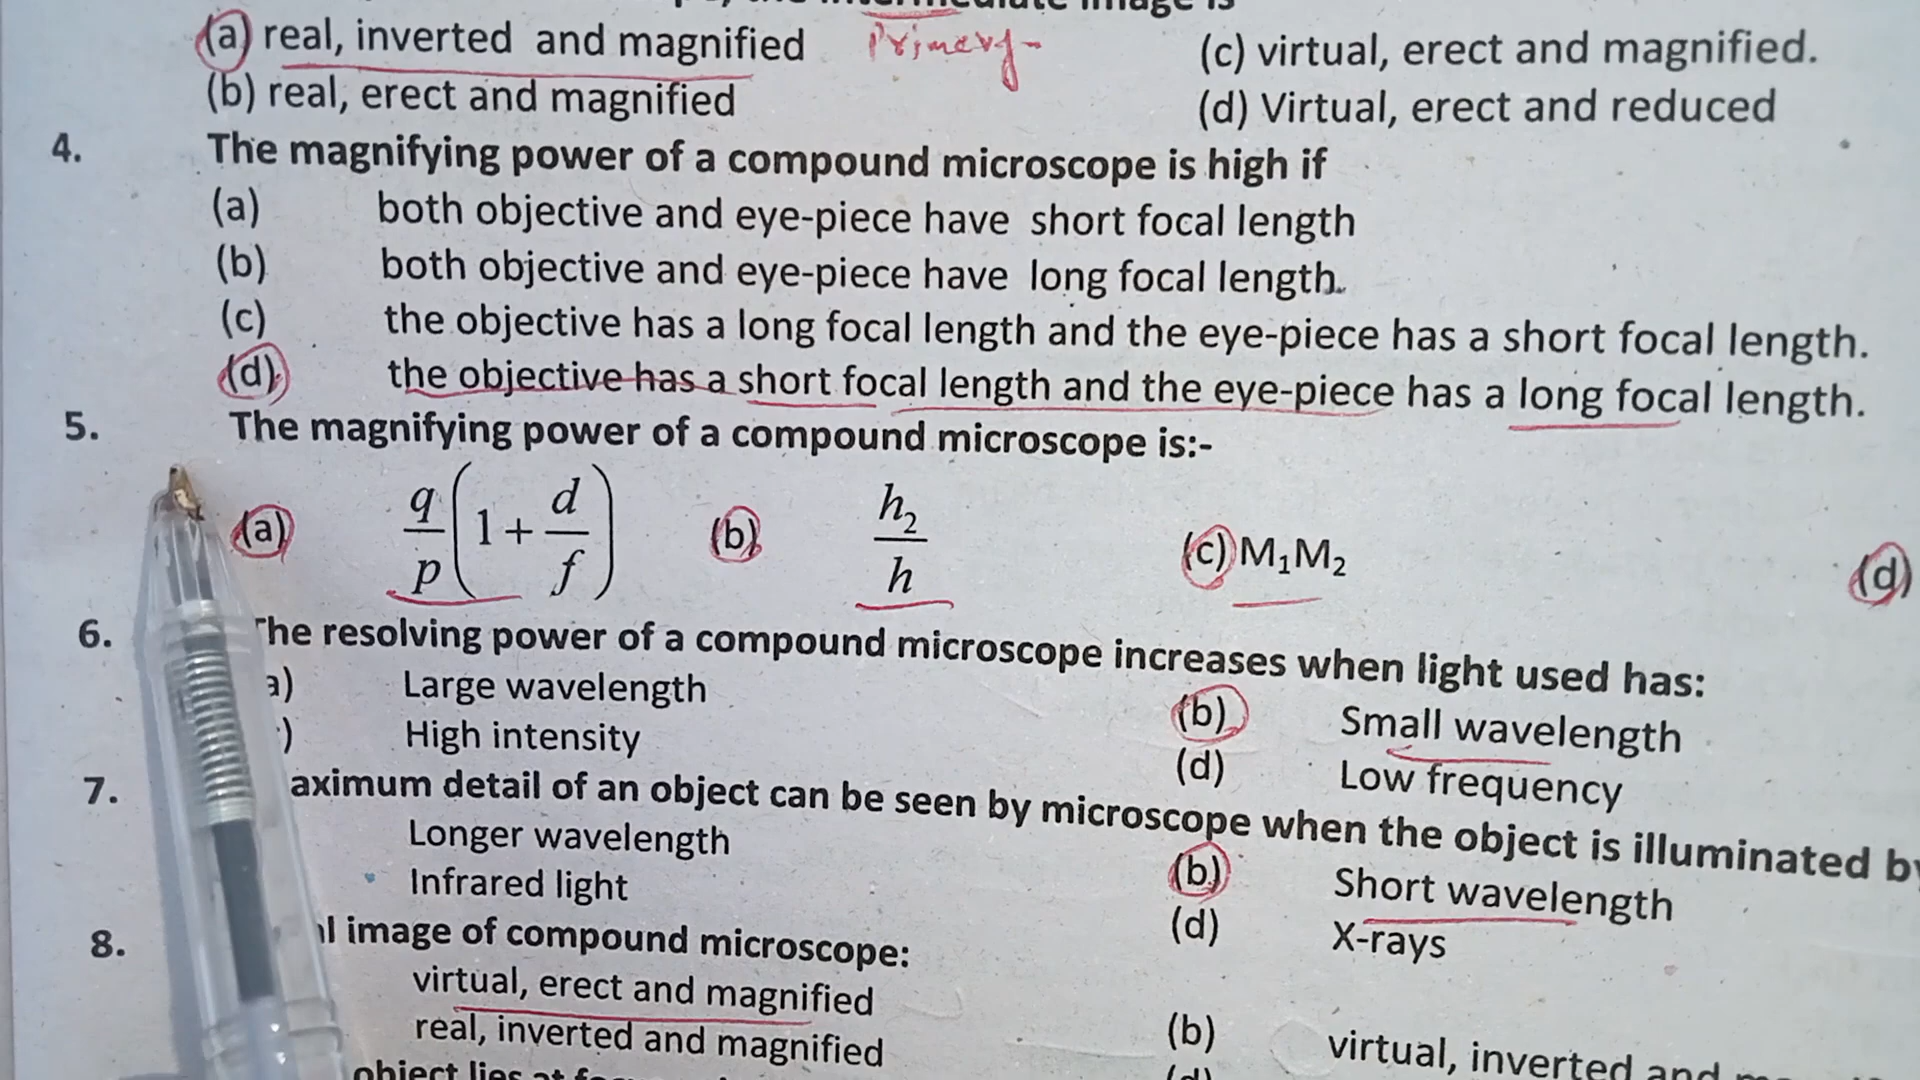 (a) real, inverted and magnified Primary- (c) virtual, erect and magnified.
(b) real, erect and magnified (d) Virtual, erect and reduced
4. The magnifying power of a compound microscope is high if
(a) both objective and eye-piece have short focal length
(b) both objective and eye-piece have long focal length.
(c) the objective has a long focal length and the eye-piece has a short focal length.
(d) the objective has a short focal length and the eye-piece has a long focal length.
5. The magnifying power of a compound microscope is:-
(a) q/p(1+d/f) (b) h₂/h (c) M₁M₂ (d)
6. The resolving power of a compound microscope increases when light used has:
a) Large wavelength (b) Small wavelength
) High intensity (d) Low frequency
7. aximum detail of an object can be seen by microscope when the object is illuminated by
Longer wavelength (b) Short wavelength
Infrared light (d) X-rays
8. l image of compound microscope:
virtual, erect and magnified (b) virtual, inverted and
real, inverted and magnified (d)
object lies at